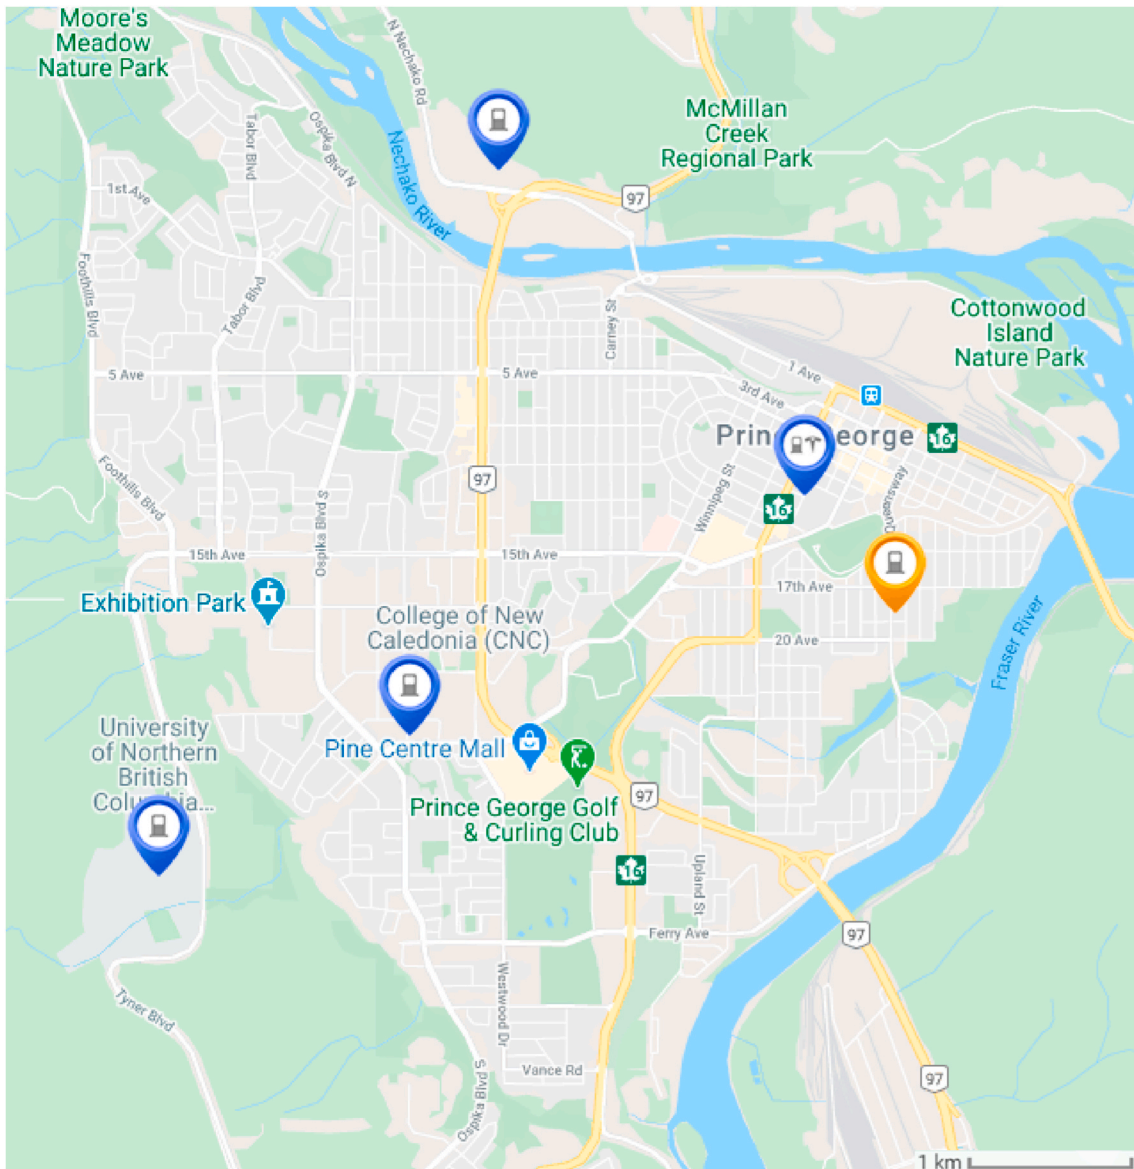 Moore's
Meadow
Nature Park
N Nechako Rd
McMillan
Creek
Regional Park
Tabor Blvd
Ospika Blvd N
Nechako River
1st Ave
97
Foothills Blvd
Tabor Blvd
Carney St
Cottonwood
Island
Nature Park
5 Ave
5 Ave
1 Ave
3rd Ave
Prin eorge
16
97
Foothills Blvd
Winnipeg St
Queensway
16
Ospika Blvd S
15th Ave
15th Ave
17th Ave
Exhibition Park
College of New
Caledonia (CNC)
20 Ave
Fraser River
University
of Northern
British
Columbia...
Pine Centre Mall
97
Prince George Golf
& Curling Club
16
Upland St
Ferry Ave
97
Westwood Dr
Tyner Blvd
Vance Rd
97
Ospika Blvd S
1 km